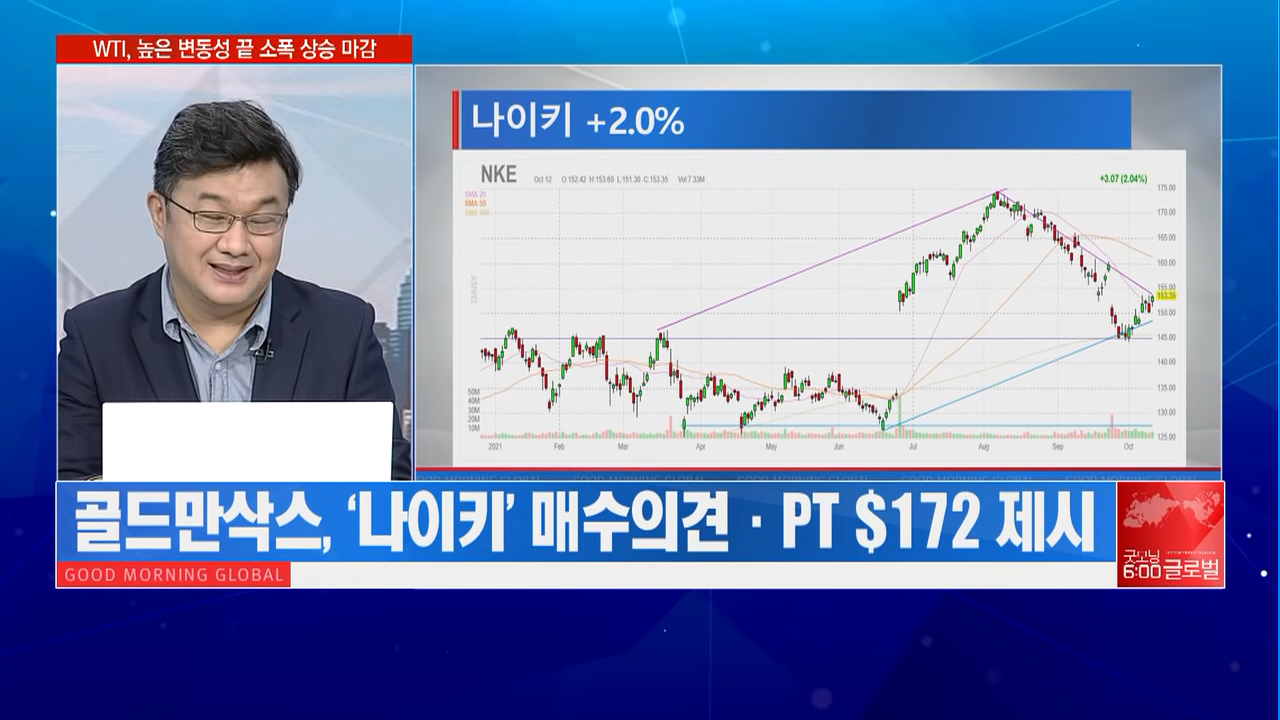 WTI, 높은 변동성 끝 소폭 상승 마감
나이키 +2.0%
NKE
Oct 12 O:152.42 H:153.60 L:151.30 C:153.35 Vol:7.33M
+3.07 (2.04%)
SMA 20
SMA 50
SMA 200
DAILY
175.00
170.00
165.00
160.00
155.00
153.35
150.00
145.00
140.00
135.00
130.00
125.00
50M
40M
30M
20M
10M
2021 Feb Mar Apr May Jun Jul Aug Sep Oct
골드만삭스, ‘나이키’ 매수의견 · PT $172 제시
GOOD MORNING GLOBAL
굿모닝
6:00 글로벌